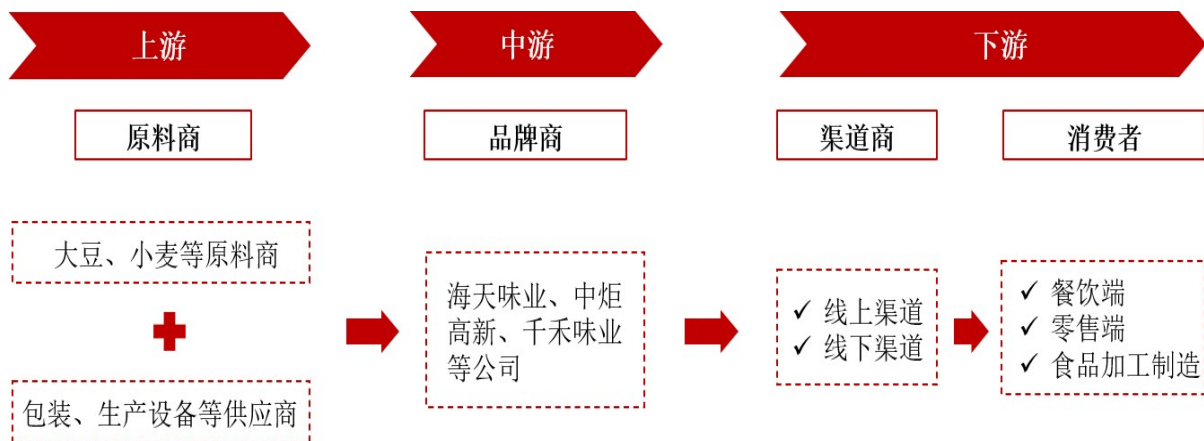 上游
中游
下游
原料商
品牌商
渠道商
消费者
大豆、小麦等原料商
包装、生产设备等供应商
海天味业、中炬
高新、千禾味业
等公司
✓ 线上渠道
✓ 线下渠道
✓ 餐饮端
✓ 零售端
✓ 食品加工制造